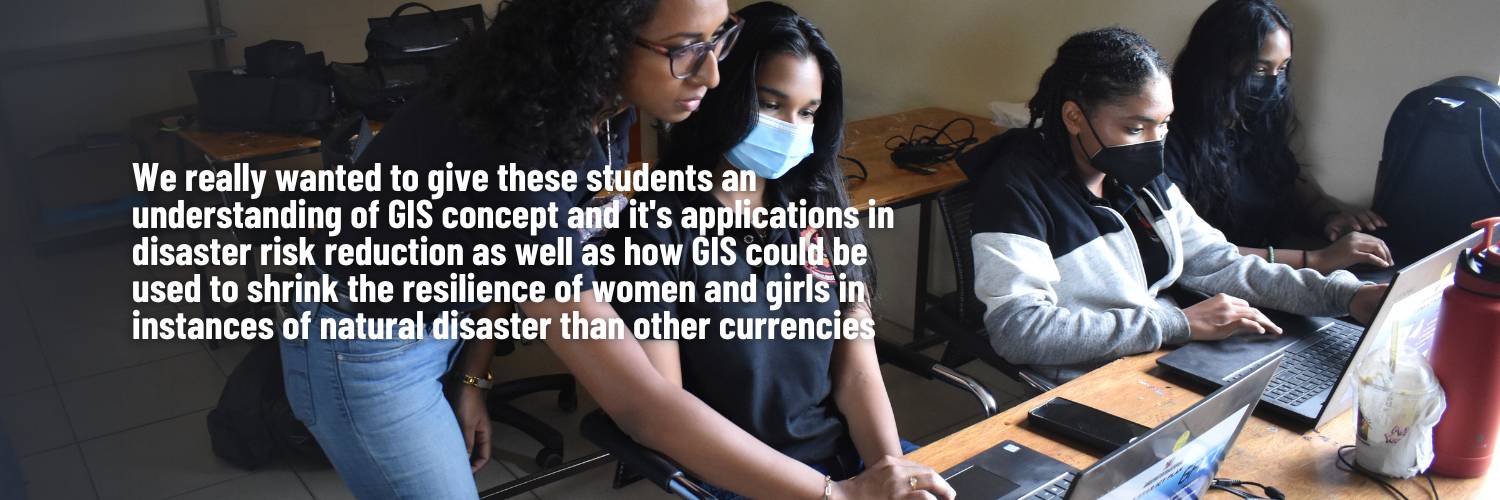 We really wanted to give these students an
understanding of GIS concept and it's applications in
disaster risk reduction as well as how GIS could be
used to shrink the resilience of women and girls in
instances of natural disaster than other currencies